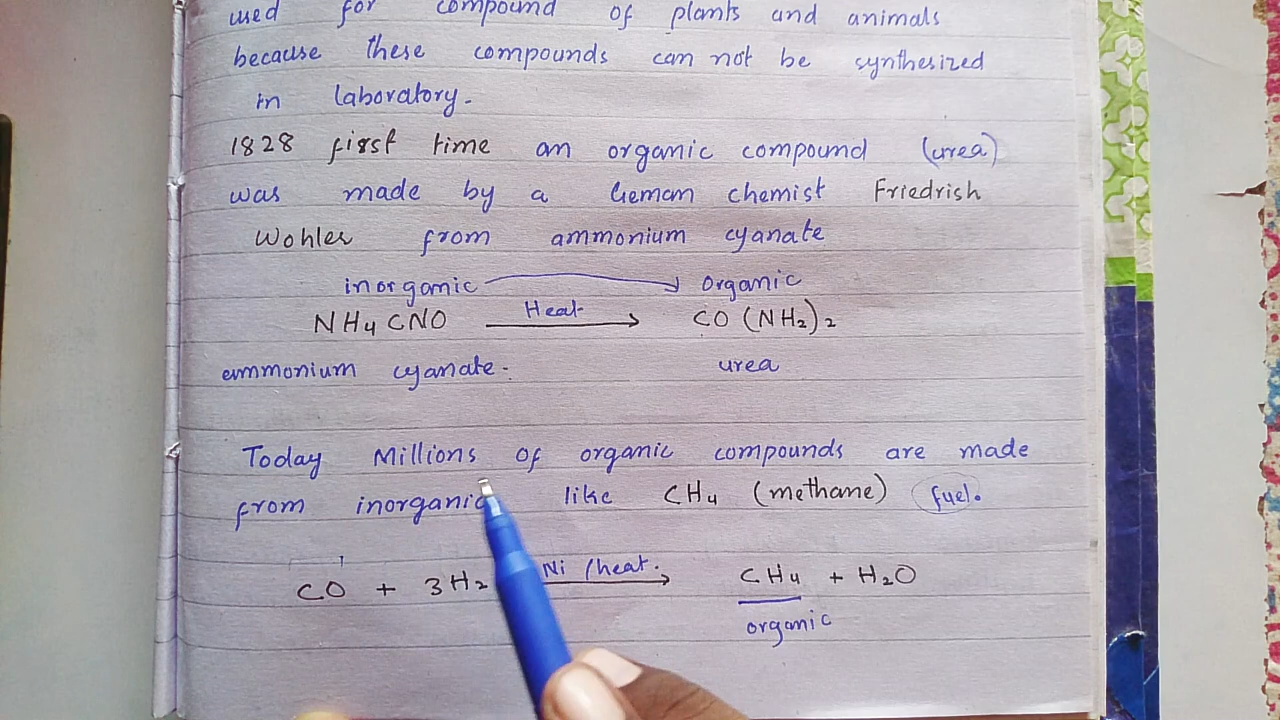 used for compound of plants and animals
because these compounds can not be synthesized
in laboratory.
1828 first time an organic compound (urea)
was made by a German chemist Friedrish
Wohler from ammonium cyanate
inorganic organic
NH4 CNO Heat CO (NH2)2
ammonium cyanate. urea
Today Millions of organic compounds are made
from inorganic like CH4 (methane) fuel.
CO + 3H2 Ni /heat. CH4 + H2O
organic